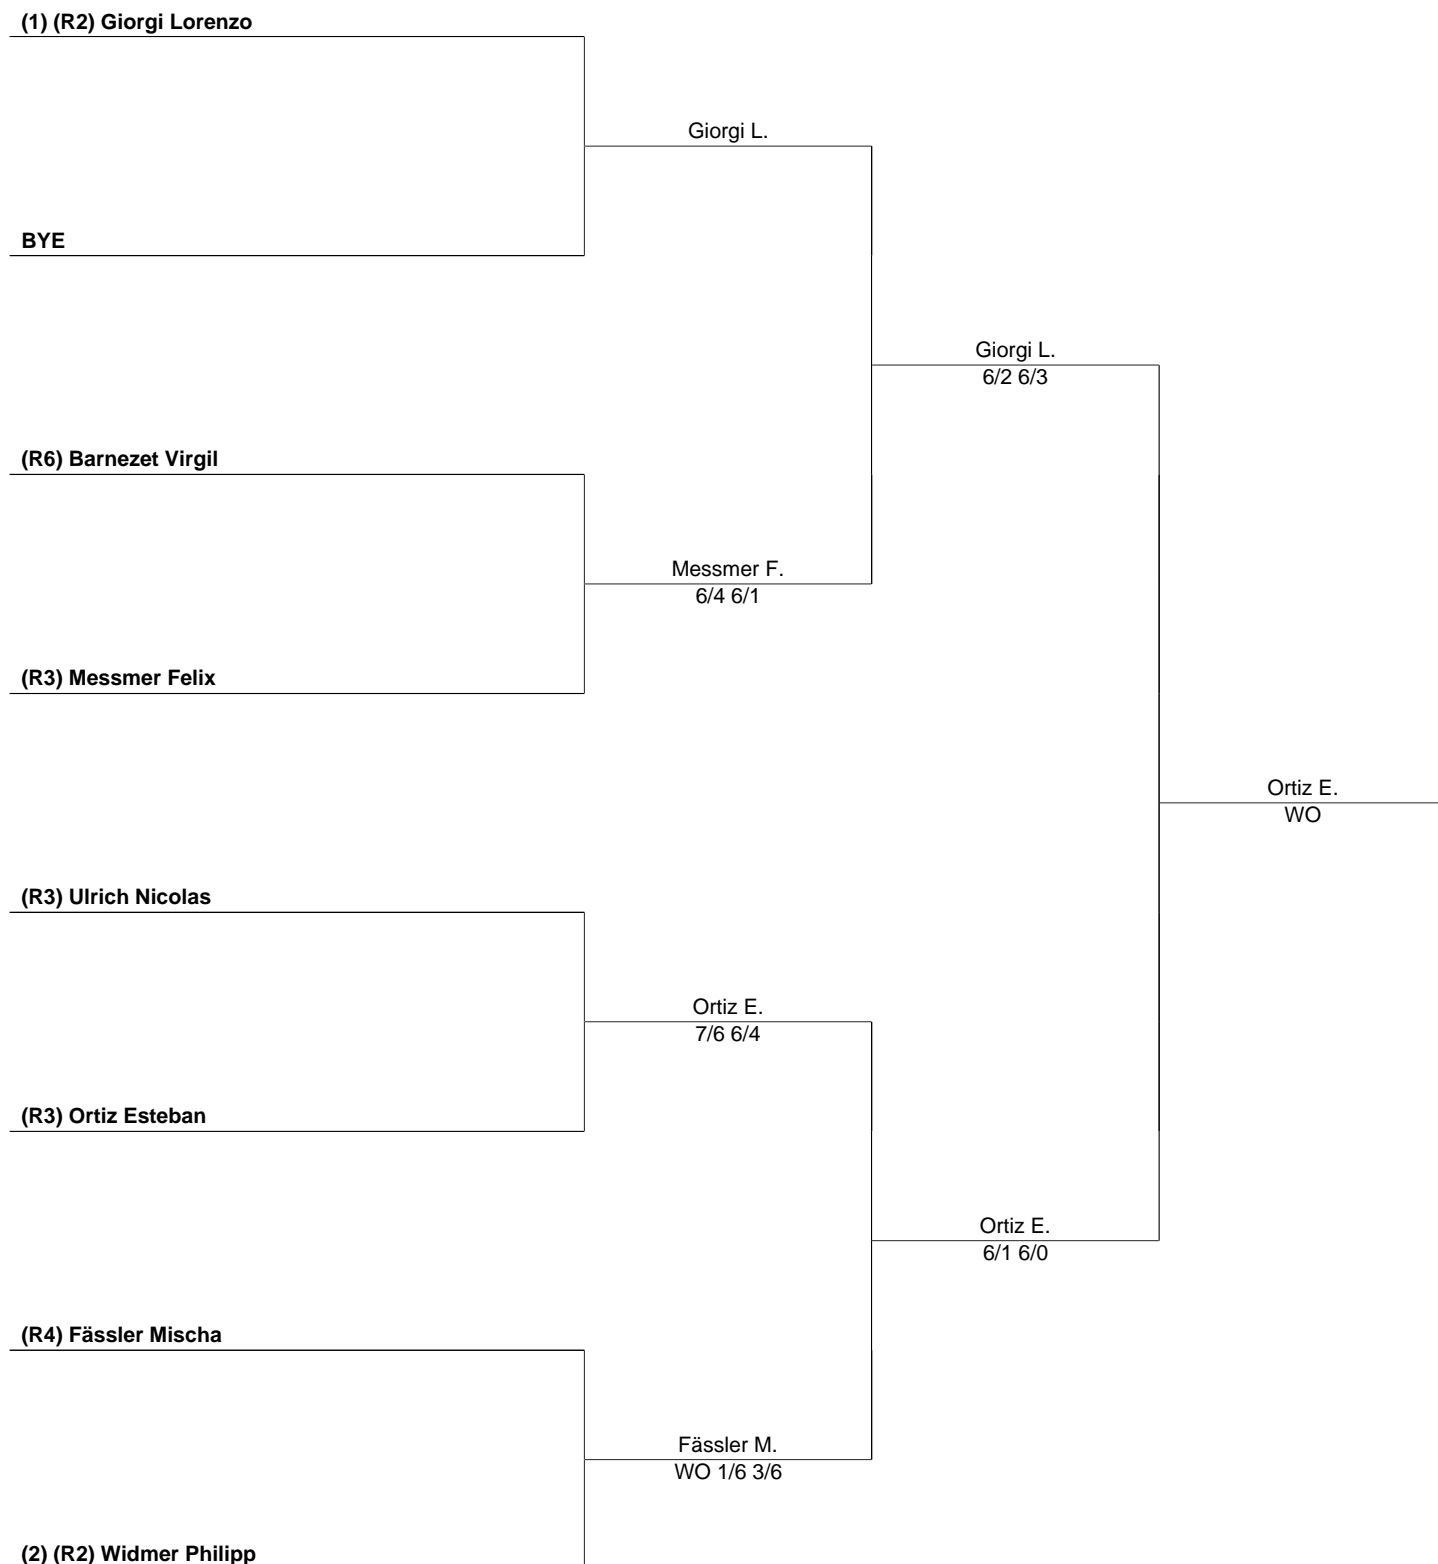 (1) (R2) Giorgi Lorenzo
Giorgi L.
BYE
Giorgi L.
6/2 6/3
(R6) Barnezet Virgil
Messmer F.
6/4 6/1
(R3) Messmer Felix
Ortiz E.
WO
(R3) Ulrich Nicolas
Ortiz E.
7/6 6/4
(R3) Ortiz Esteban
Ortiz E.
6/1 6/0
(R4) Fässler Mischa
Fässler M.
WO 1/6 3/6
(2) (R2) Widmer Philipp